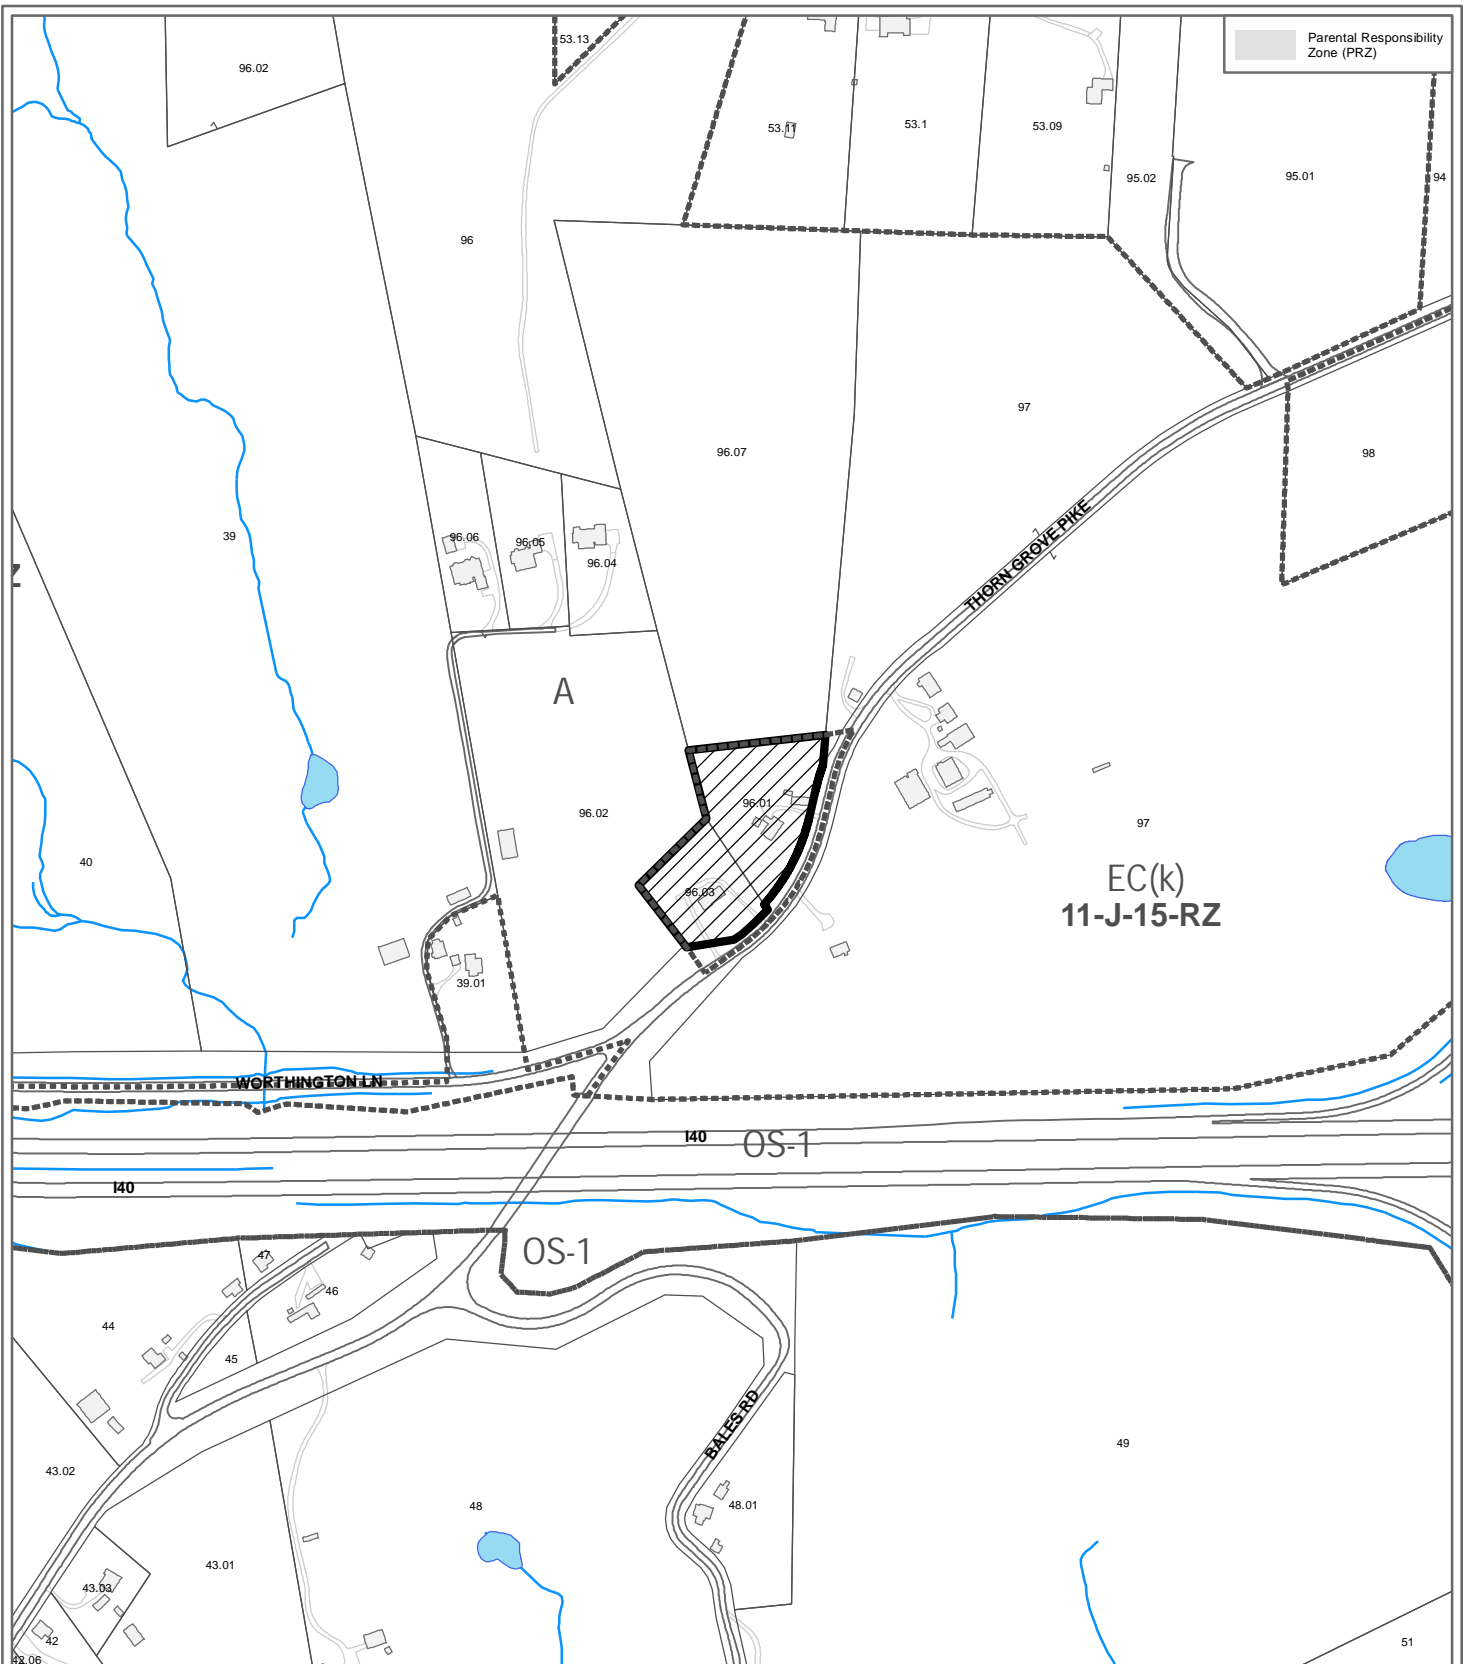 Parental Responsibility
Zone (PRZ)
53.13
96.02
53.11
53.1
53.09
95.02
95.01
94
96
97
96.07
98
THORN GROVE PIKE
39
96.06
96.05
96.04
Z
A
96.01
96.02
97
40
EC(k)
96.03
11-J-15-RZ
39.01
WORTHINGTON LN
I40
OS-1
I40
OS-1
47
46
44
45
BALES RD
49
43.02
48
48.01
43.01
43.03
42
51
42.06